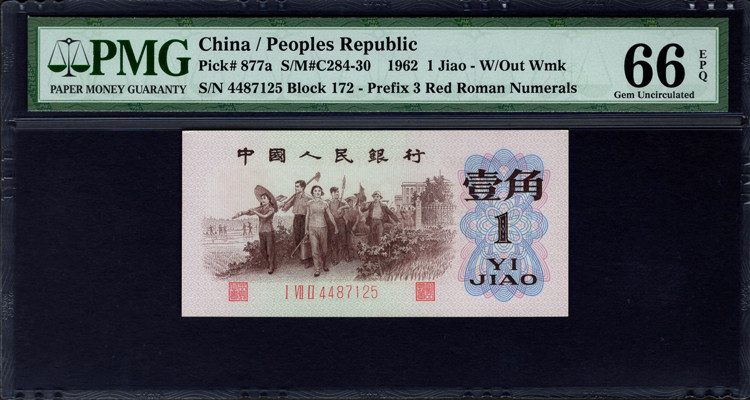 PMG
PAPER MONEY GUARANTY
China / Peoples Republic
Pick# 877a S/M#C284-30 1962 1 Jiao - W/Out Wmk
S/N 4487125 Block 172 - Prefix 3 Red Roman Numerals
66
EPQ
Gem Uncirculated
中國人民銀行
壹角
1
YI
JIAO
I VII II 4487125